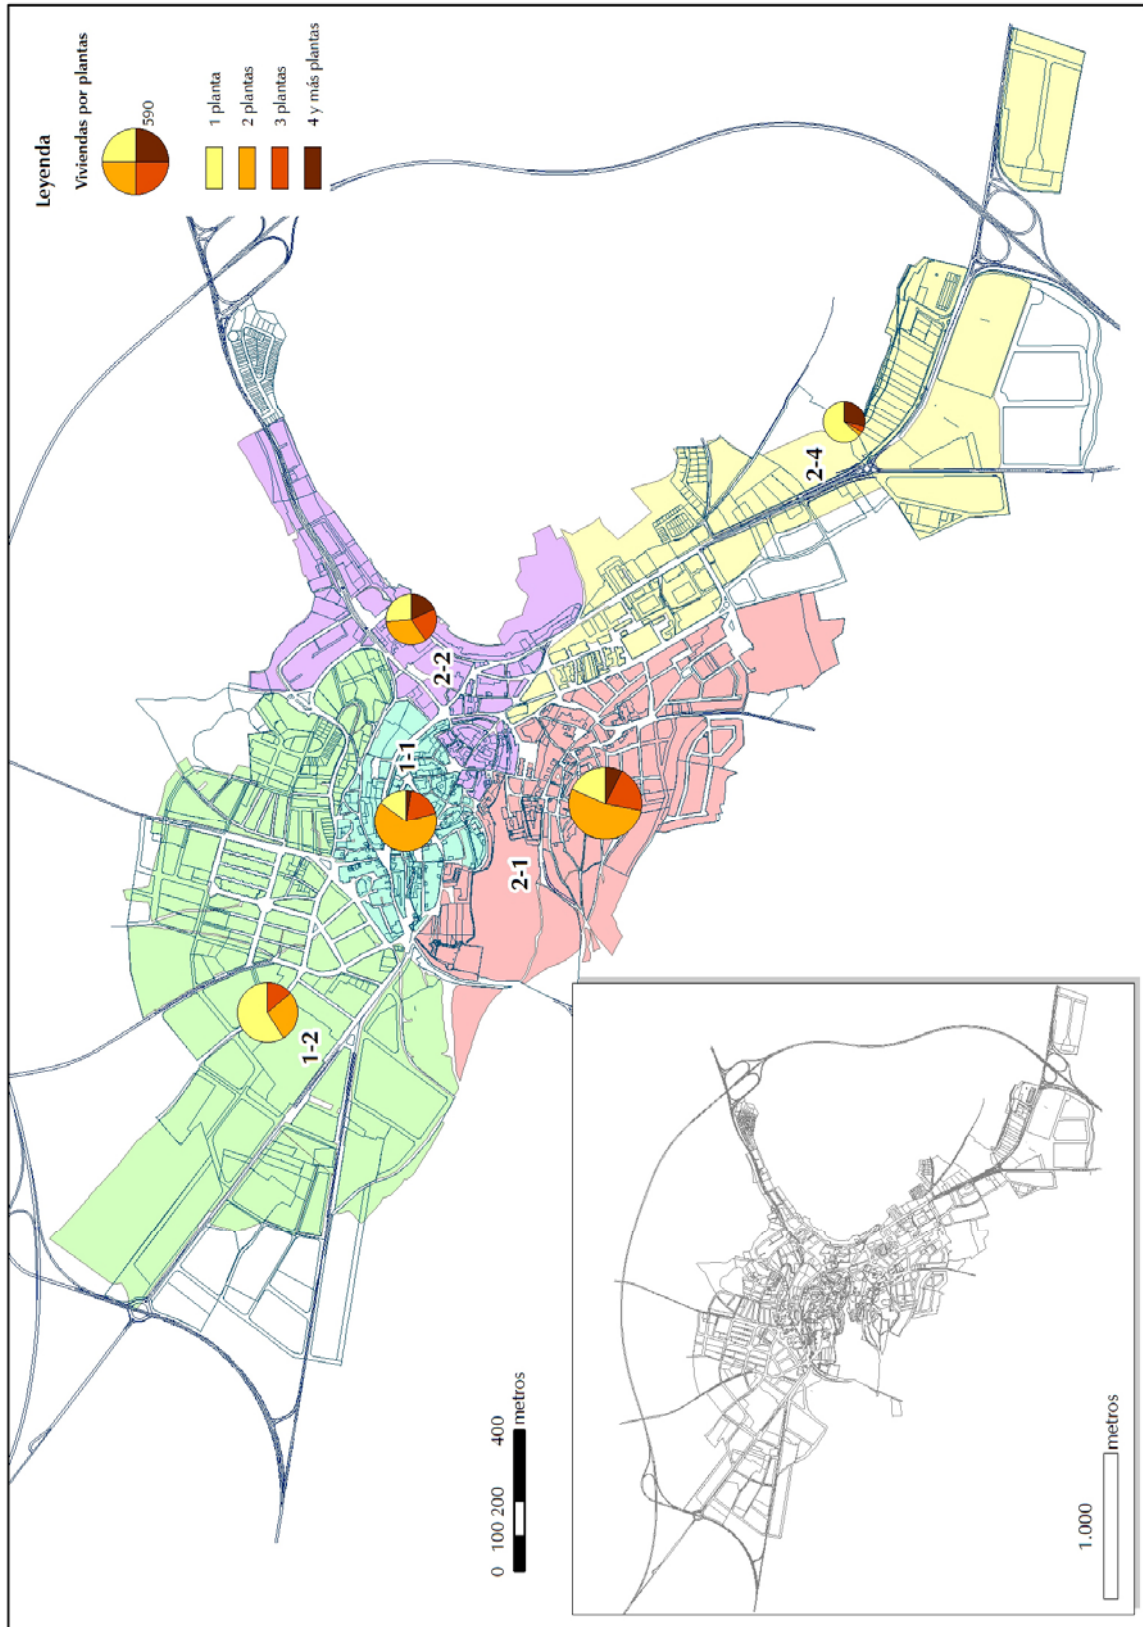 Leyenda
Viviendas por plantas
590
1 planta
2 plantas
3 plantas
4 y más plantas
1-2
1-1
2-2
2-1
2-4
0 100 200 400
metros
1.000
metros